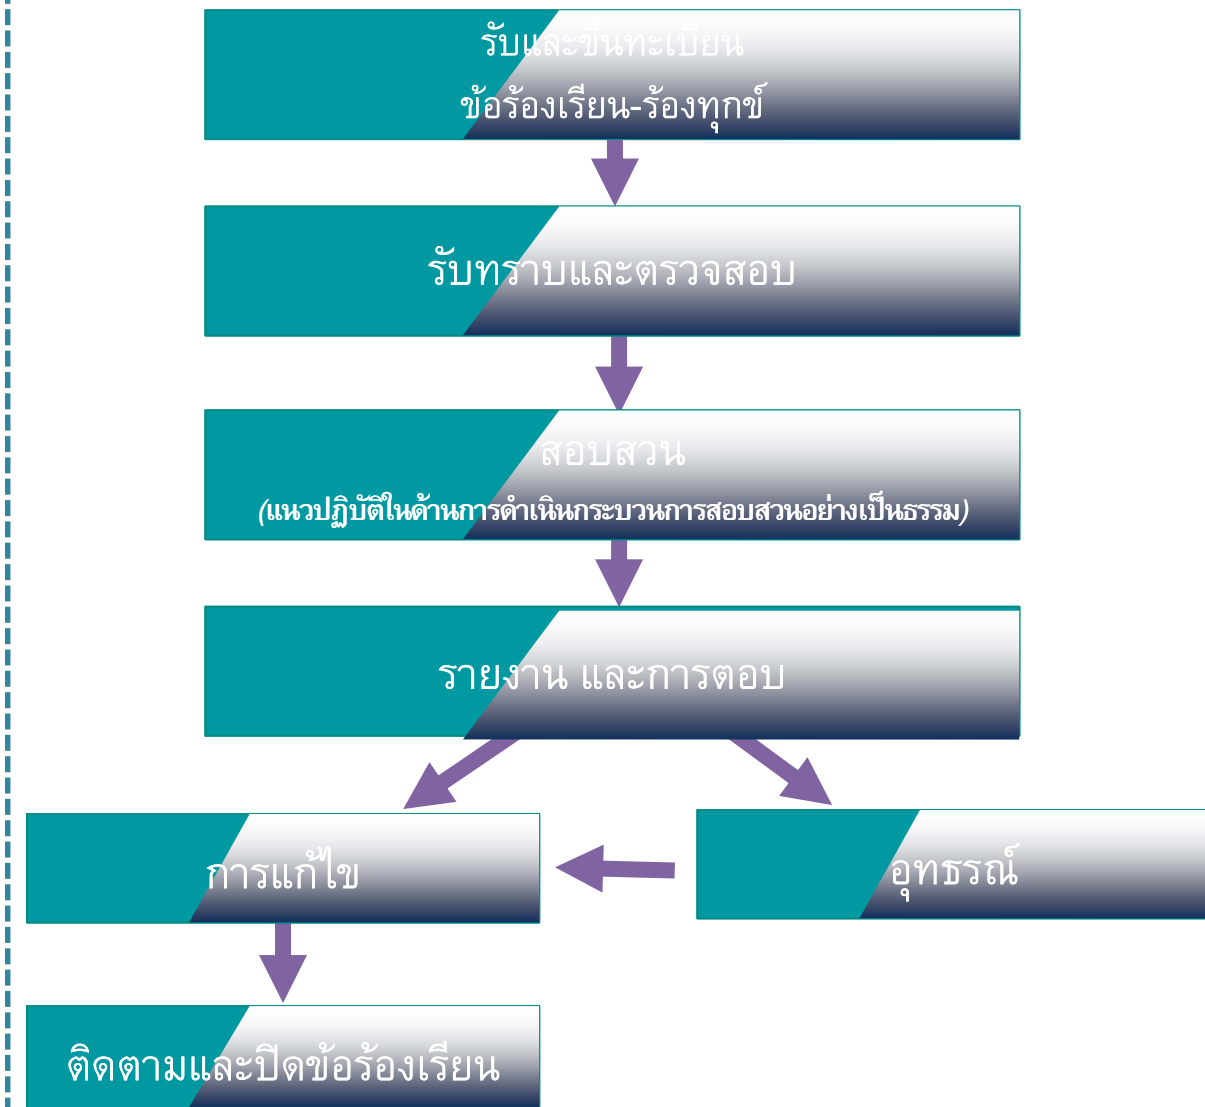 รับและขึ้นทะเบียน
ข้อร้องเรียน-ร้องทุกข์
รับทราบและตรวจสอบ
สอบสวน
(แนวปฏิบัติในด้านการดำเนินกระบวนการสอบสวนอย่างเป็นธรรม)
รายงาน และการตอบ
การแก้ไข
อุทธรณ์
ติดตามและปิดข้อร้องเรียน